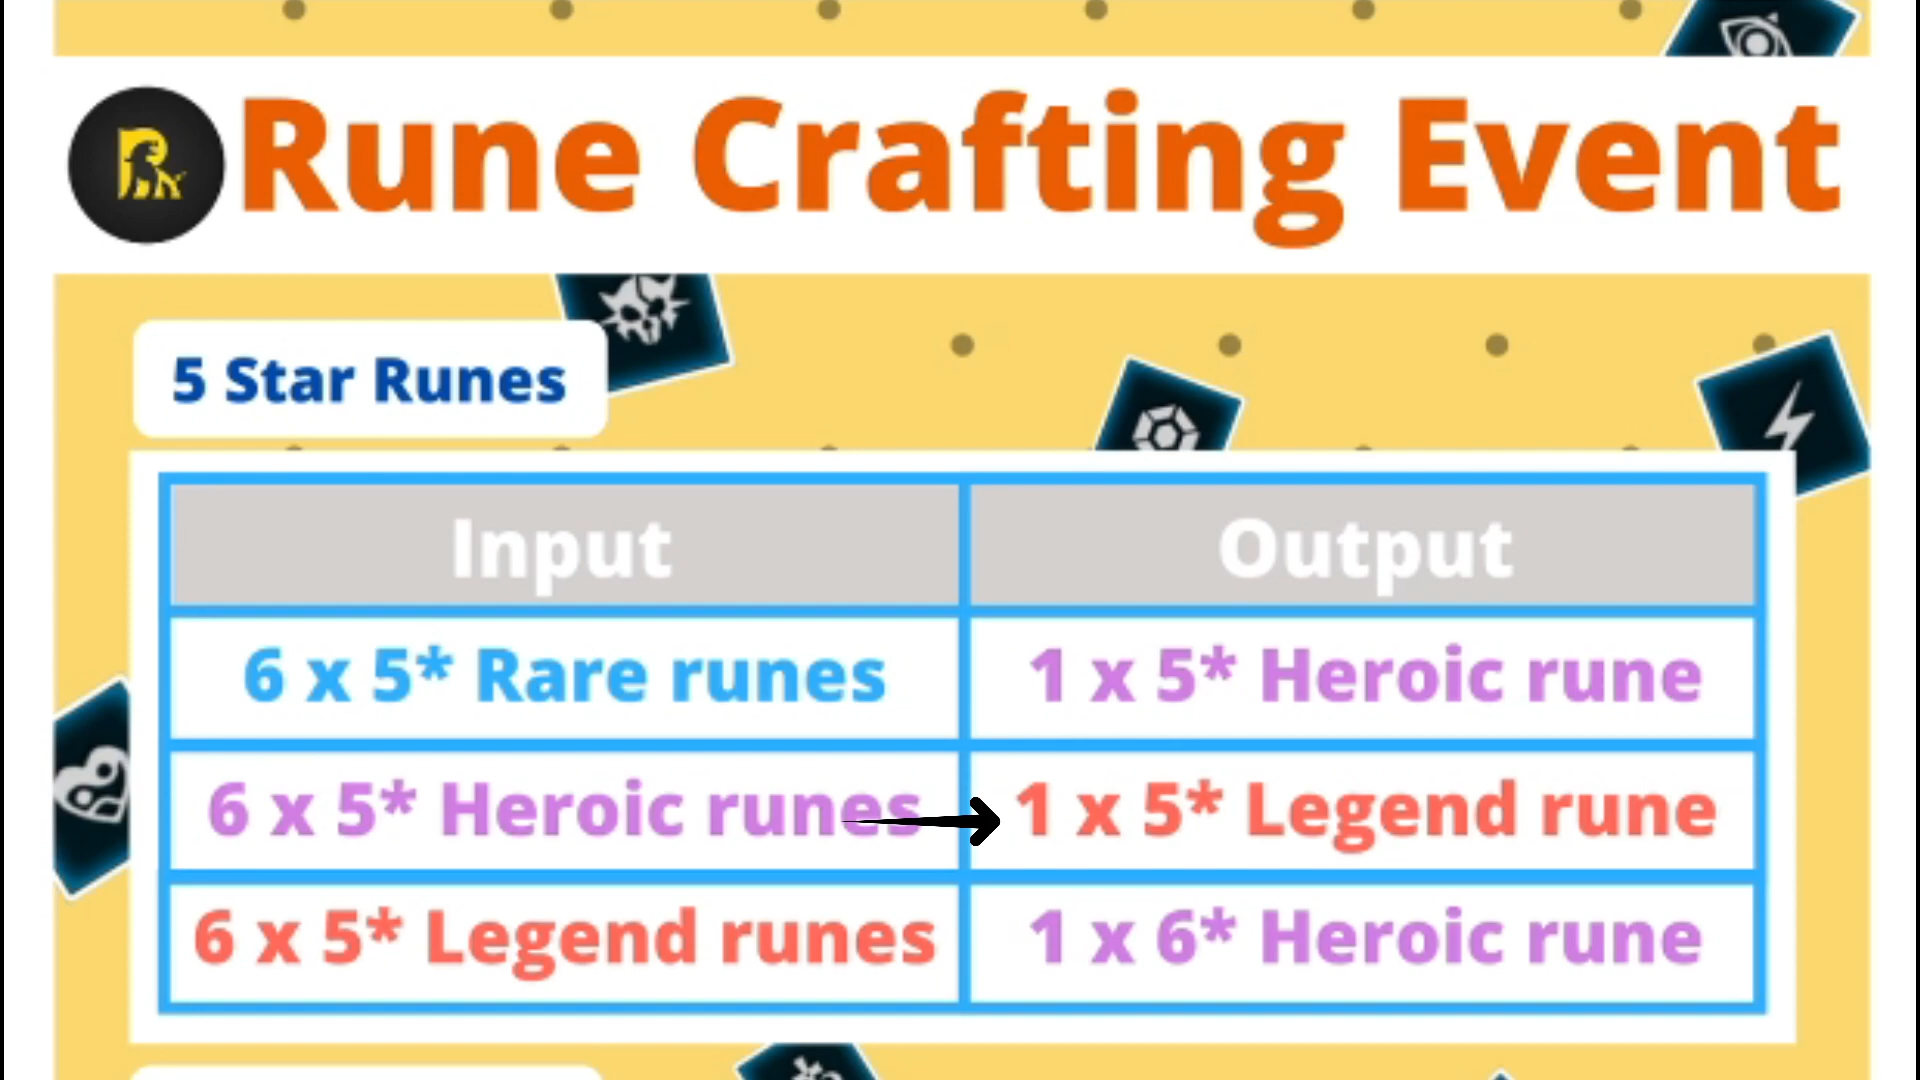 Rune Crafting Event
5 Star Runes
Input Output
6 x 5* Rare runes 1 x 5* Heroic rune
6 x 5* Heroic runes 1 x 5* Legend rune
6 x 5* Legend runes 1 x 6* Heroic rune